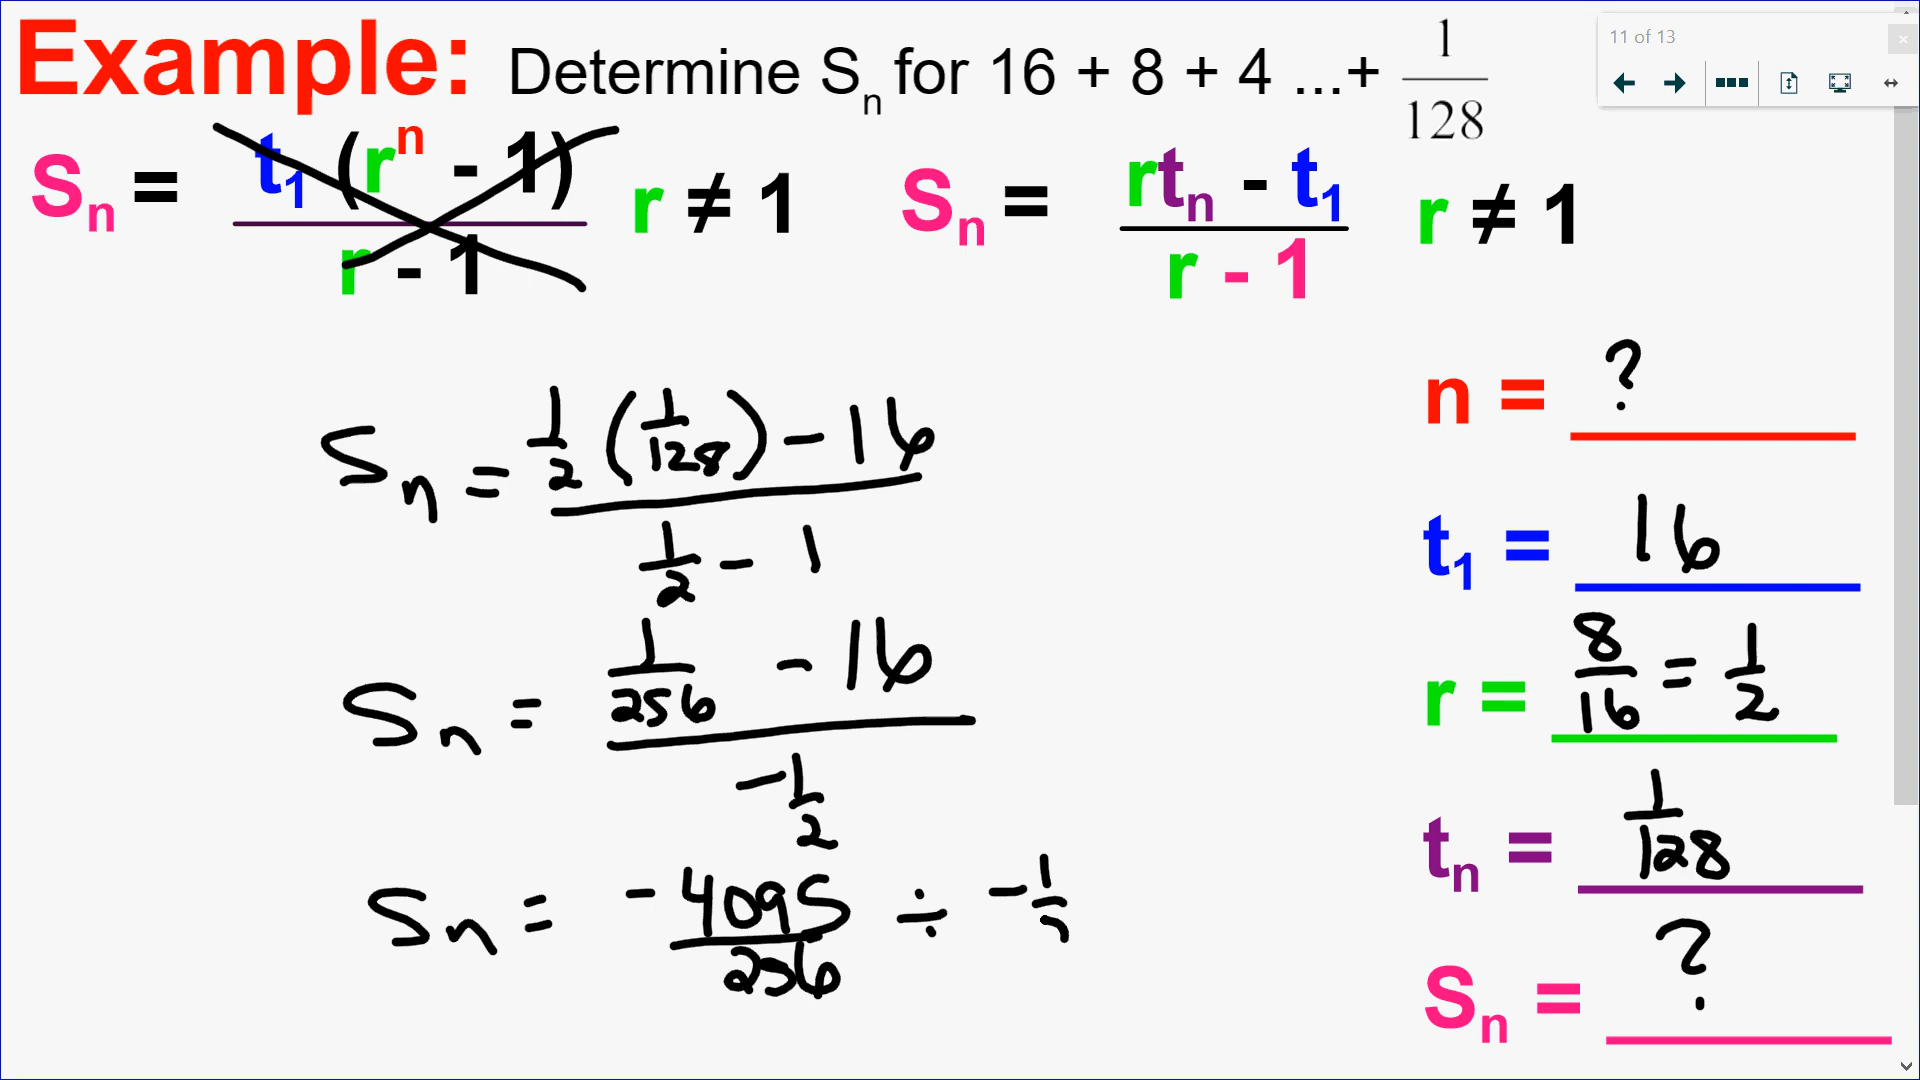 Example: Determine Sn for 16 + 8 + 4 ...+ 1/128
11 of 13
Sn = t1 (r^n - 1) / r - 1 r ≠ 1 Sn = rtn - t1 / r - 1 r ≠ 1
n = ?
Sn = 1/2 (1/128) - 16 / 1/2 - 1
t1 = 16
Sn = 1/256 - 16 / -1/2
r = 8/16 = 1/2
tn = 1/128
Sn = -4095/256 ÷ -1/
Sn = ?